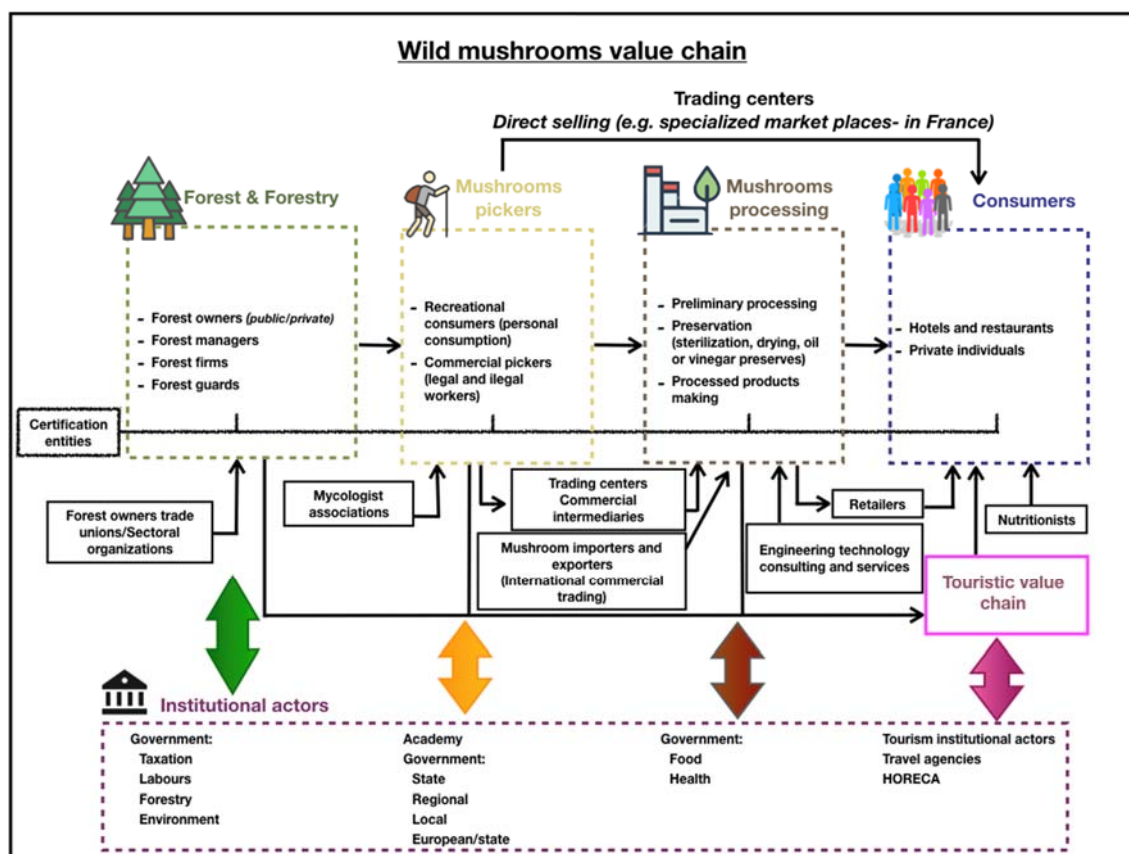 Wild mushrooms value chain
Trading centers
Direct selling (e.g. specialized market places- in France)
Forest & Forestry
Mushrooms
pickers
Mushrooms
processing
Consumers
- Forest owners (public/private)
- Forest managers
- Forest firms
- Forest guards
- Recreational
consumers (personal
consumption)
- Commercial pickers
(legal and ilegal
workers)
- Preliminary processing
- Preservation
(sterilization, drying, oil
or vinegar preserves)
- Processed products
making
- Hotels and restaurants
- Private individuals
Certification
entities
Forest owners trade
unions/Sectoral
organizations
Mycologist
associations
Trading centers
Commercial
intermediaries
Mushroom importers and
exporters
(International commercial
trading)
Retailers
Engineering technology
consulting and services
Nutritionists
Touristic value
chain
Institutional actors
Government:
Taxation
Labours
Forestry
Environment
Academy
Government:
State
Regional
Local
European/state
Government:
Food
Health
Tourism institutional actors
Travel agencies
HORECA